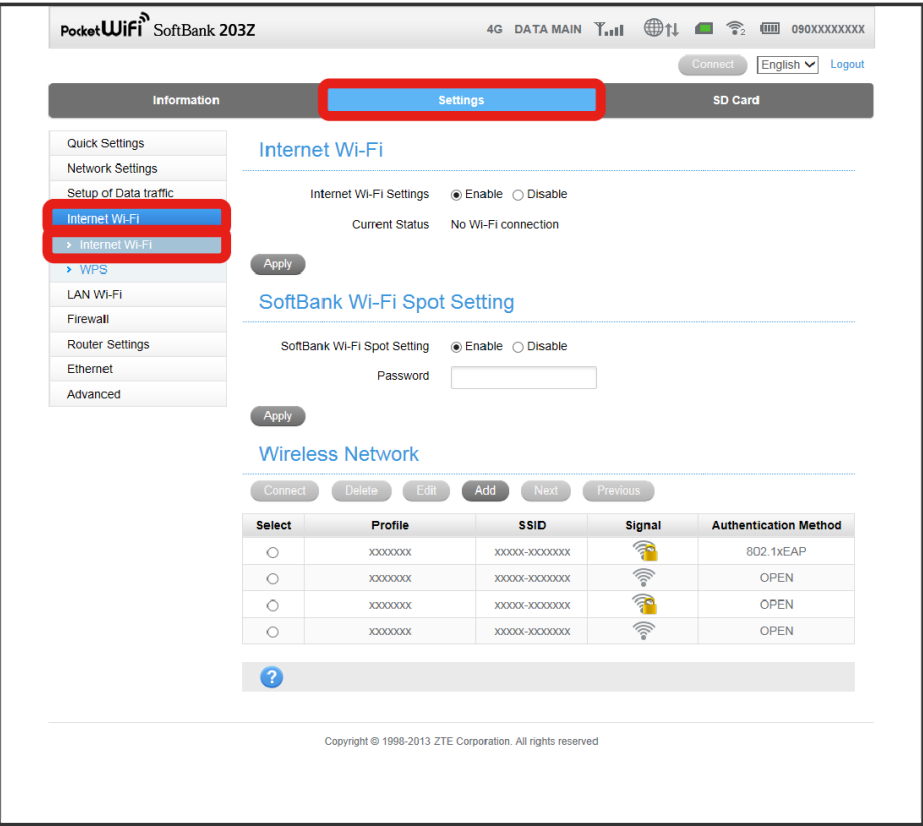 PocketWiFi SoftBank 203Z 4G DATA MAIN 2 090XXXXXXXX
Connect English Logout
Information Settings SD Card
Quick Settings
Network Settings
Setup of Data traffic
Internet Wi-Fi
> Internet Wi-Fi
> WPS
LAN Wi-Fi
Firewall
Router Settings
Ethernet
Advanced
Internet Wi-Fi
Internet Wi-Fi Settings Enable Disable
Current Status No Wi-Fi connection
Apply
SoftBank Wi-Fi Spot Setting
SoftBank Wi-Fi Spot Setting Enable Disable
Password
Apply
Wireless Network
Connect Delete Edit Add Next Previous
Select Profile SSID Signal Authentication Method
xxxxxxx xxxxx-xxxxxxx 802.1xEAP
xxxxxxx xxxxx-xxxxxxx OPEN
xxxxxxx xxxxx-xxxxxxx OPEN
xxxxxxx xxxxx-xxxxxxx OPEN
?
Copyright © 1998-2013 ZTE Corporation. All rights reserved